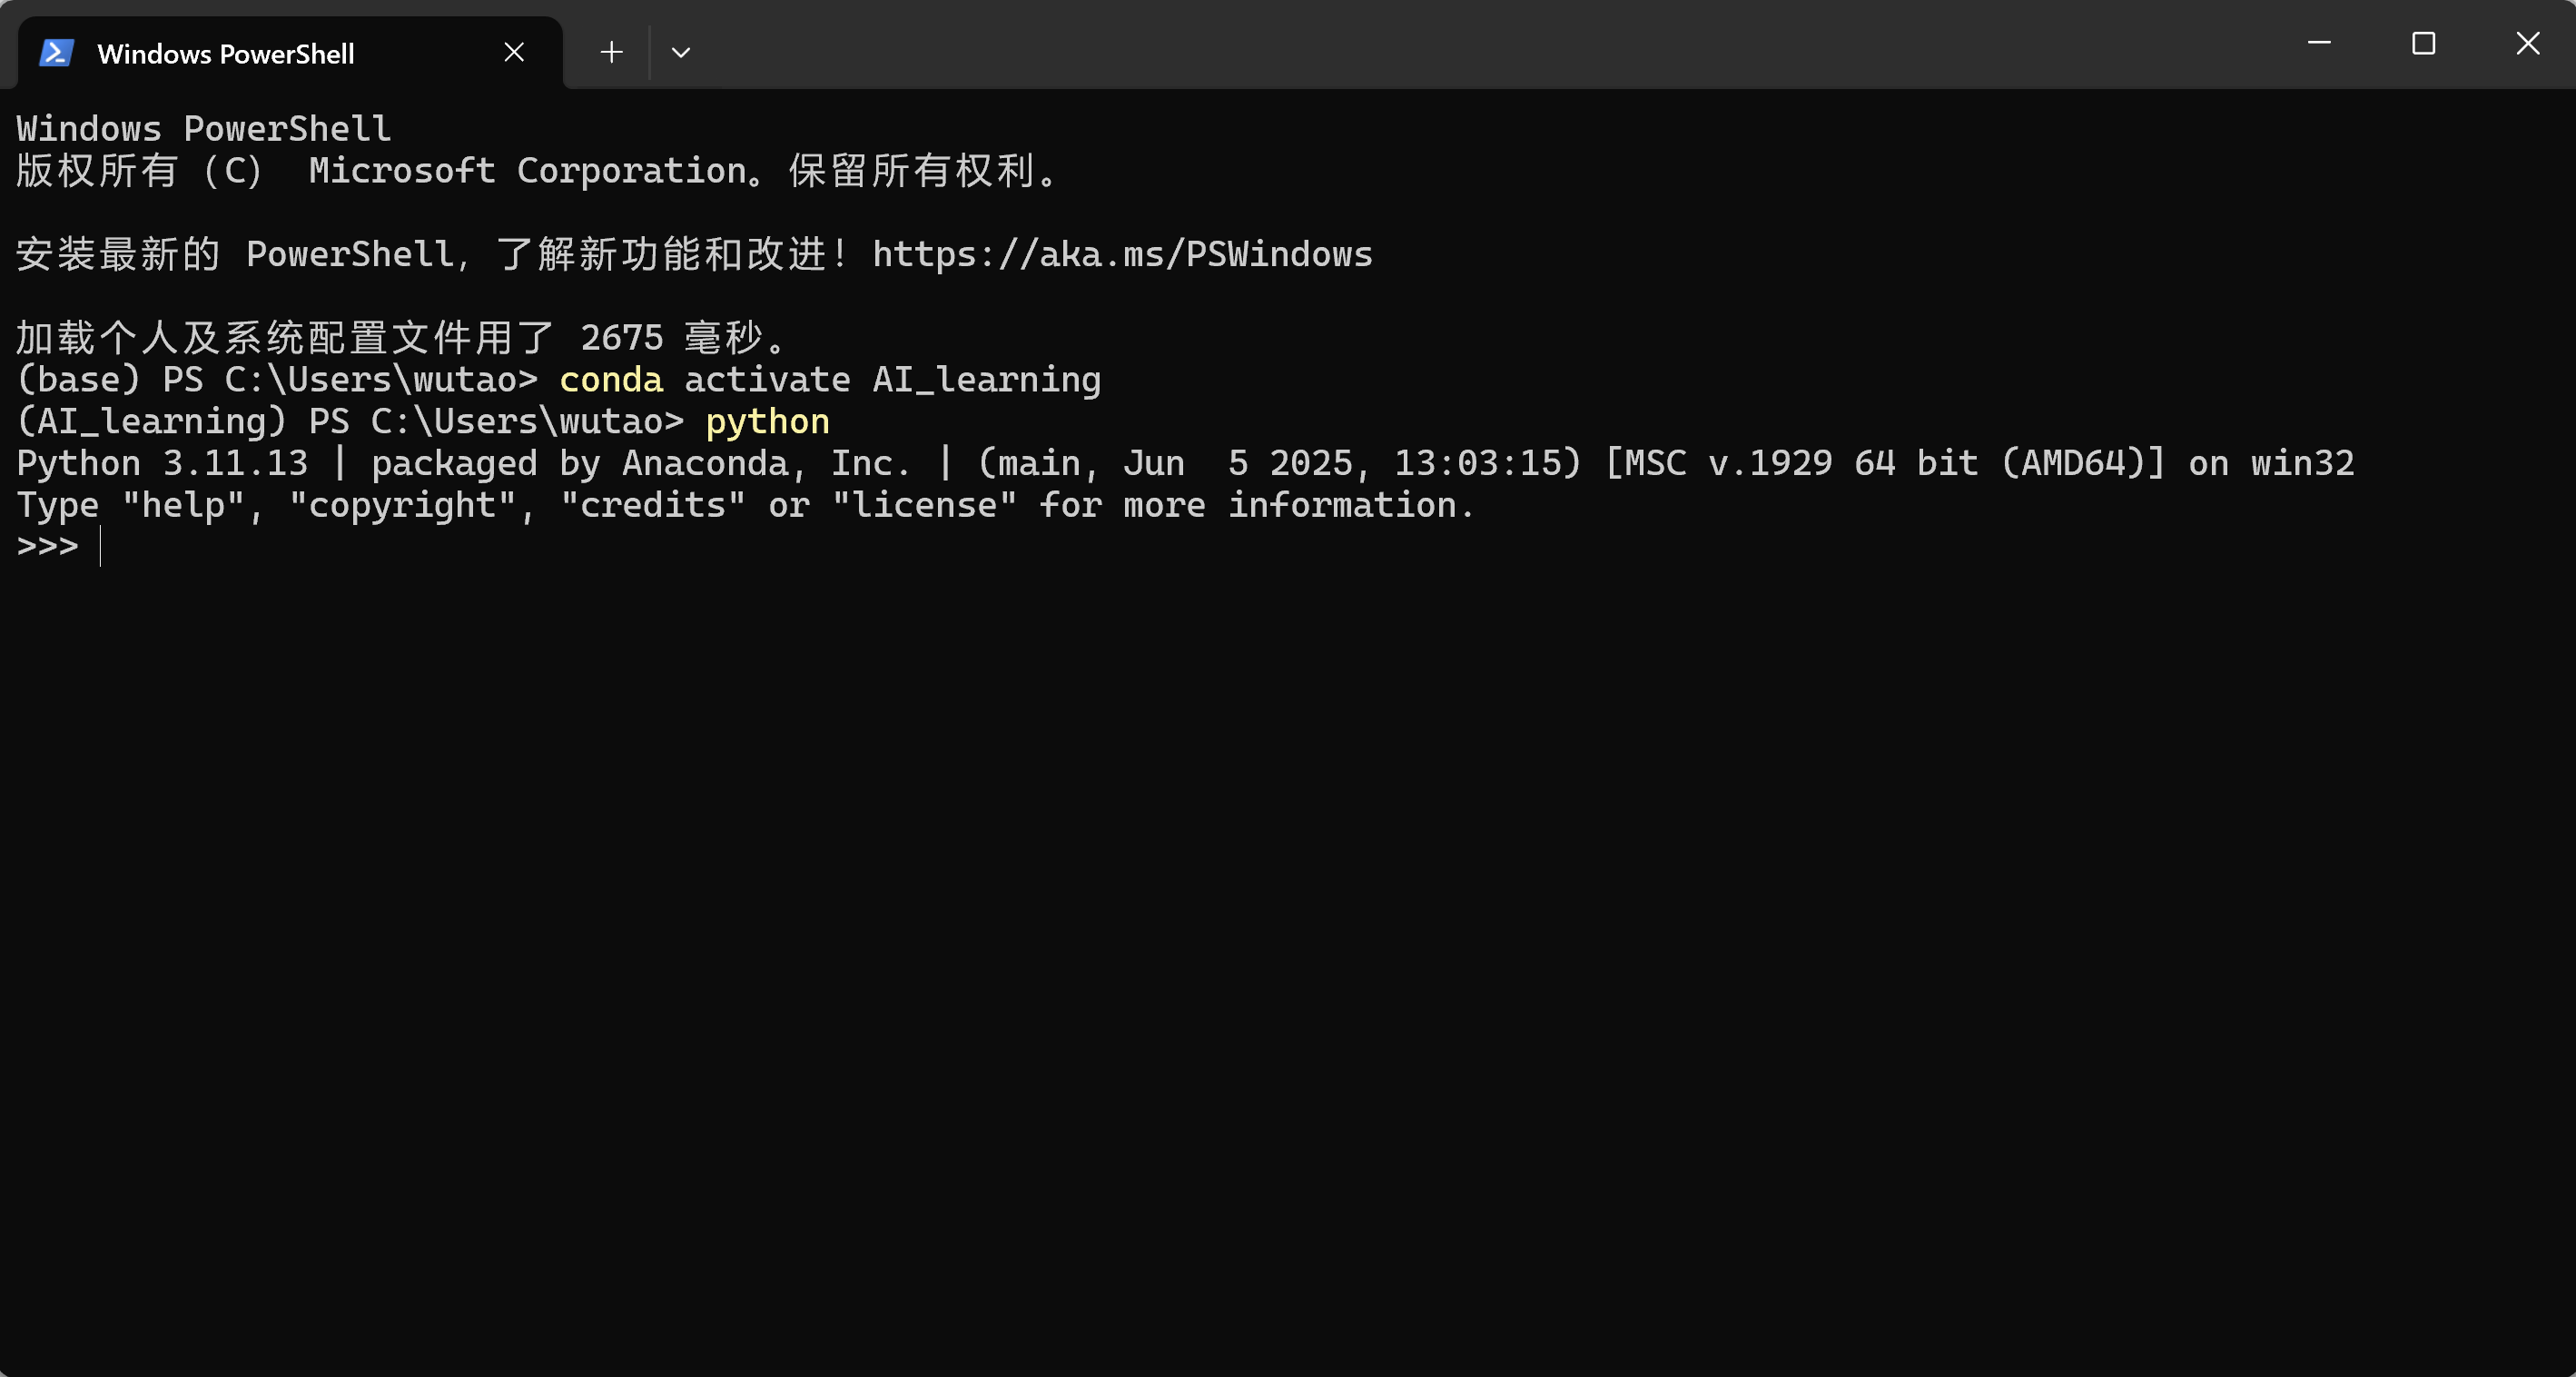 Windows PowerShell
Windows PowerShell
版权所有（C） Microsoft Corporation。保留所有权利。
安装最新的 PowerShell，了解新功能和改进！https://aka.ms/PSWindows
加载个人及系统配置文件用了 2675 毫秒。
(base) PS C:\Users\wutao> conda activate AI_learning
(AI_learning) PS C:\Users\wutao> python
Python 3.11.13 | packaged by Anaconda, Inc. | (main, Jun  5 2025, 13:03:15) [MSC v.1929 64 bit (AMD64)] on win32
Type "help", "copyright", "credits" or "license" for more information.
>>>